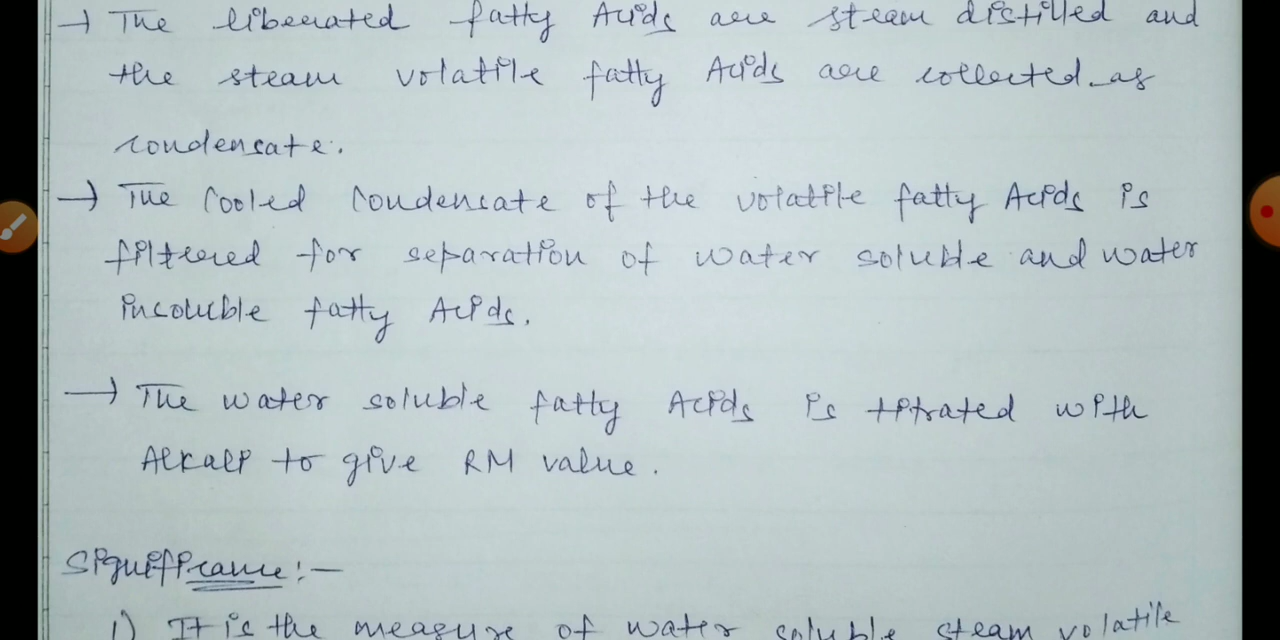 → The liberated fatty Acids are steam distilled and
the steam volatile fatty Acids are collected as
condensate.
→ The Cooled Condensate of the volatile fatty Acids is
filtered for separation of water soluble and water
insoluble fatty Acids.
→ The water soluble fatty Acids is titrated with
Alkali to give RM value.
Significance:-
1) It is the measure of water soluble steam volatile